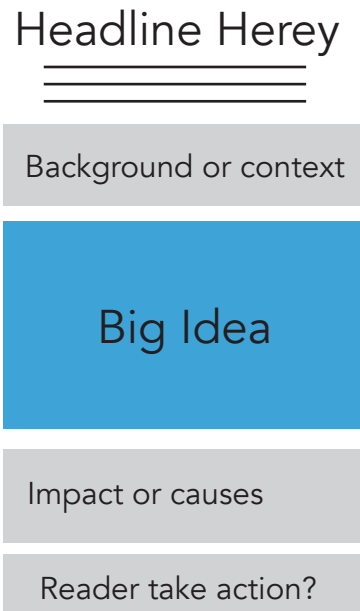 Headline Herey
Background or context
Big Idea
Impact or causes
Reader take action?